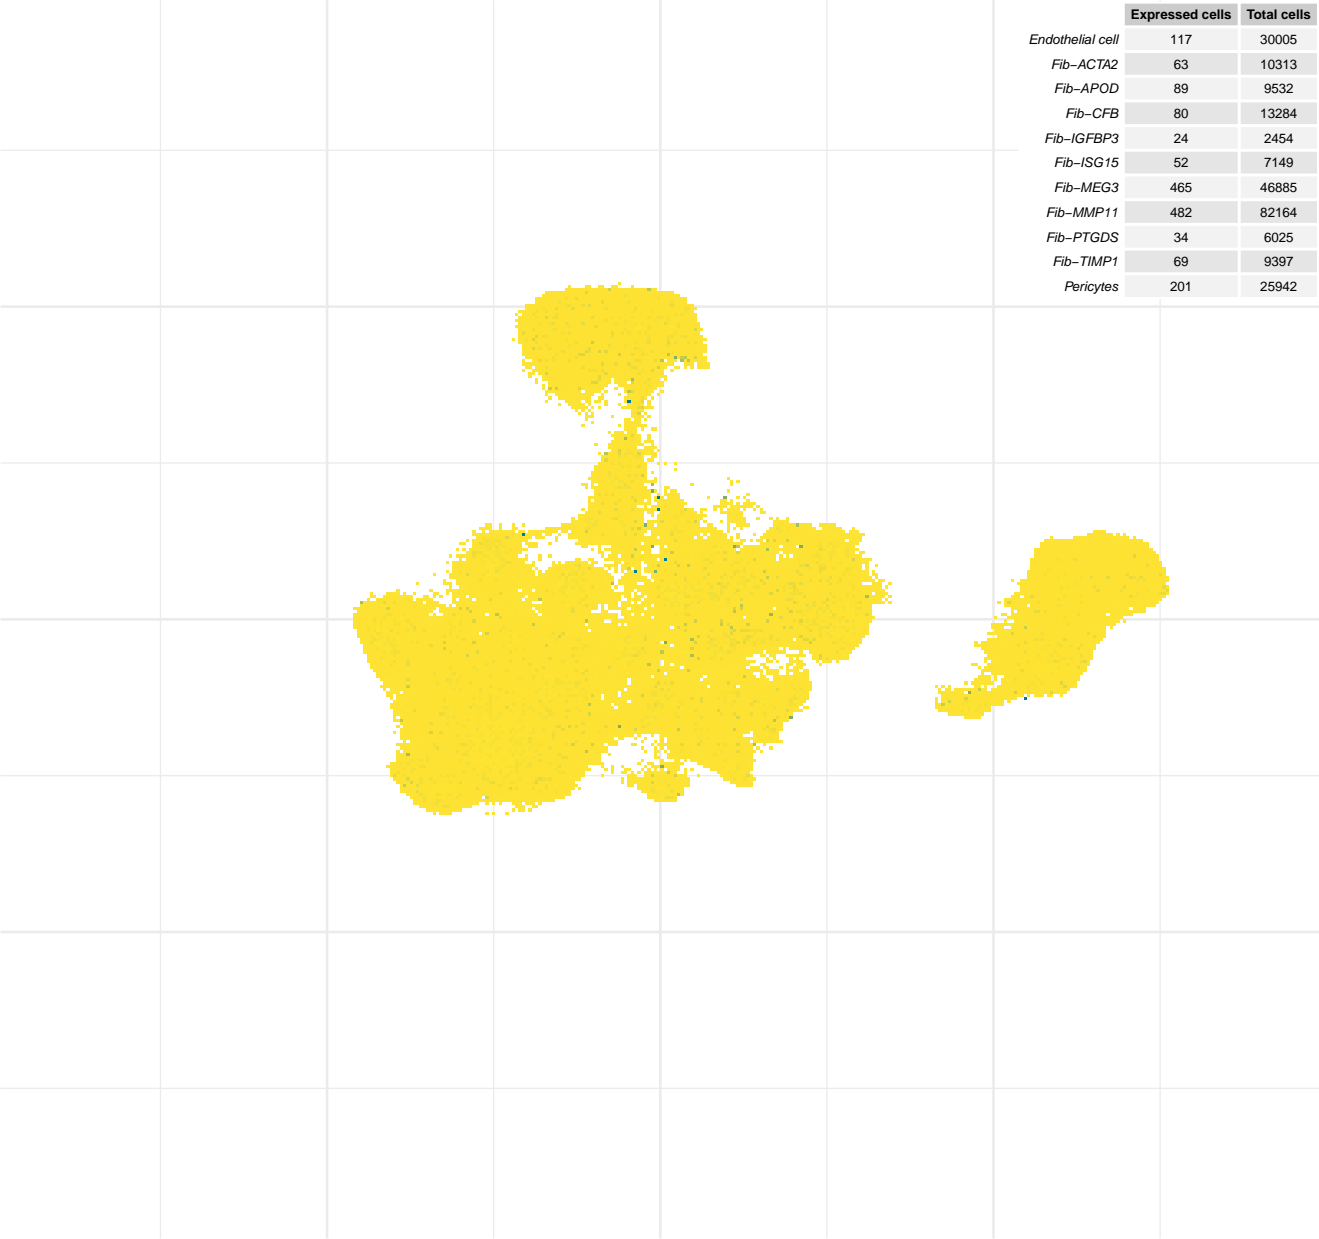 Expressed cells Total cells
Endothelial cell 117 30005
Fib−ACTA2 63 10313
Fib−APOD 89 9532
Fib−CFB 80 13284
Fib−IGFBP3 24 2454
Fib−ISG15 52 7149
Fib−MEG3 465 46885
Fib−MMP11 482 82164
Fib−PTGDS 34 6025
Fib−TIMP1 69 9397
Pericytes 201 25942